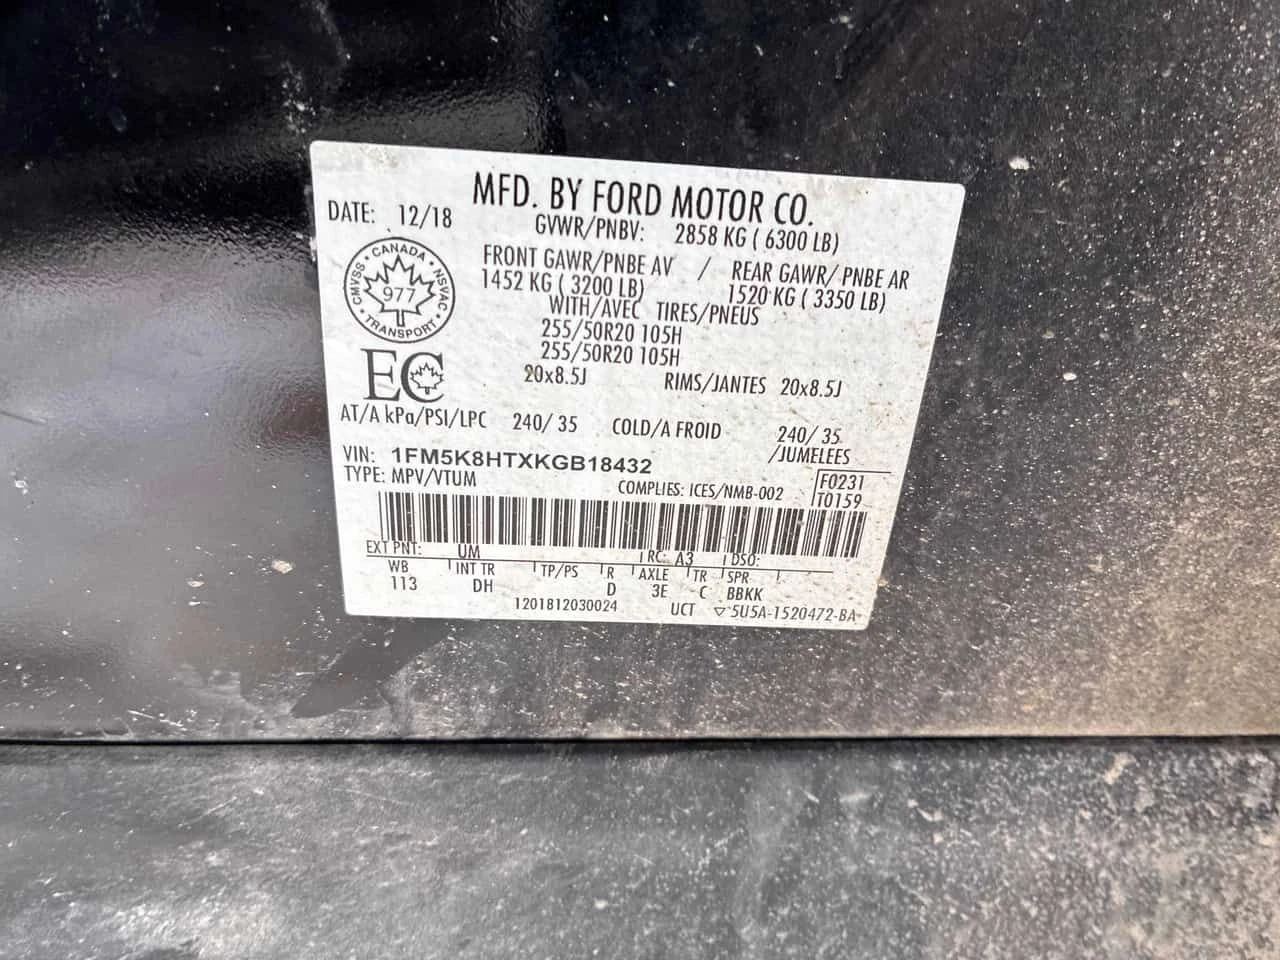 MFD. BY FORD MOTOR CO.
DATE: 12/18
GVWR/PNBV: 2858 KG ( 6300 LB)
FRONT GAWR/PNBE AV / REAR GAWR/ PNBE AR
1452 KG ( 3200 LB) 1520 KG ( 3350 LB)
WITH/AVEC TIRES/PNEUS
255/50R20 105H
255/50R20 105H
20x8.5J RIMS/JANTES 20x8.5J
CANADA
CMVSS NSVAC
977
TRANSPORT
EC
AT/A kPa/PSI/LPC 240/ 35 COLD/A FROID 240/ 35
/JUMELEES
VIN: 1FM5K8HTXKGB18432
TYPE: MPV/VTUM
COMPLIES: ICES/NMB-002
F0231
T0159
EXT PNT: UM RC: A3 DSO:
WB INT TR TP/PS R AXLE TR SPR
113 DH D 3E C BBKK
1201812030024 UCT ▽5U5A-1520472-BA